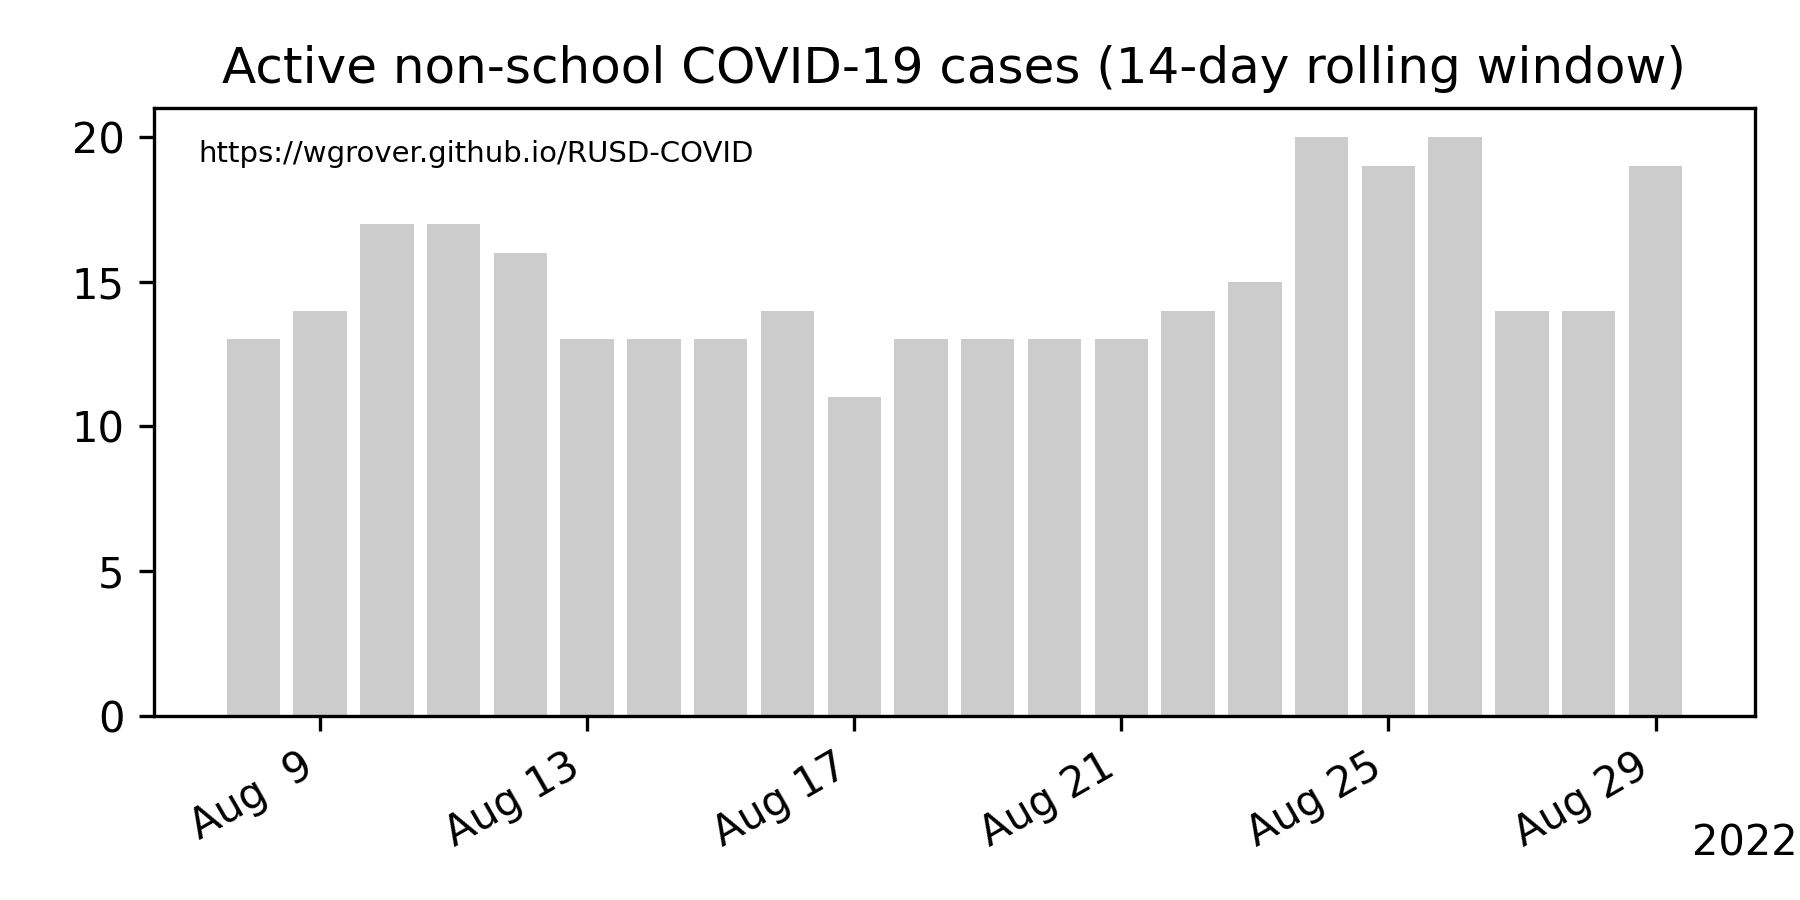 Active non-school COVID-19 cases (14-day rolling window)
https://wgrover.github.io/RUSD-COVID
20
15
10
5
0
Aug 9
Aug 13
Aug 17
Aug 21
Aug 25
Aug 29
2022